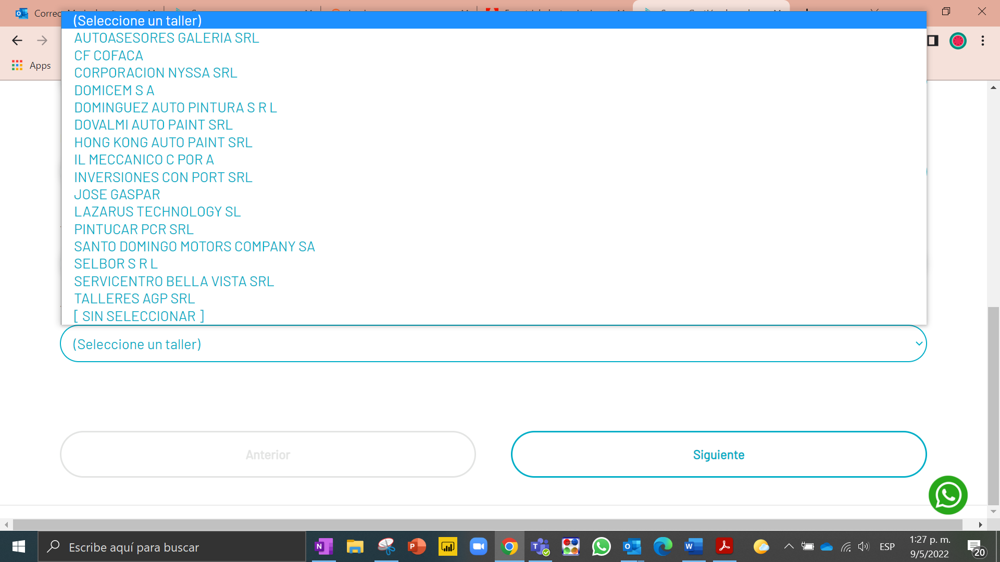 Correo
(Seleccione un taller)
AUTOASESORES GALERIA SRL
CF COFACA
CORPORACION NYSSA SRL
DOMICEM S A
DOMINGUEZ AUTO PINTURA S R L
DOVALMI AUTO PAINT SRL
HONG KONG AUTO PAINT SRL
IL MECCANICO C POR A
INVERSIONES CON PORT SRL
JOSE GASPAR
LAZARUS TECHNOLOGY SL
PINTUCAR PCR SRL
SANTO DOMINGO MOTORS COMPANY SA
SELBOR S R L
SERVICENTRO BELLA VISTA SRL
TALLERES AGP SRL
[ SIN SELECCIONAR ]
Apps
(Seleccione un taller)
Anterior
Siguiente
Escribe aquí para buscar
ESP
1:27 p. m.
9/5/2022
20